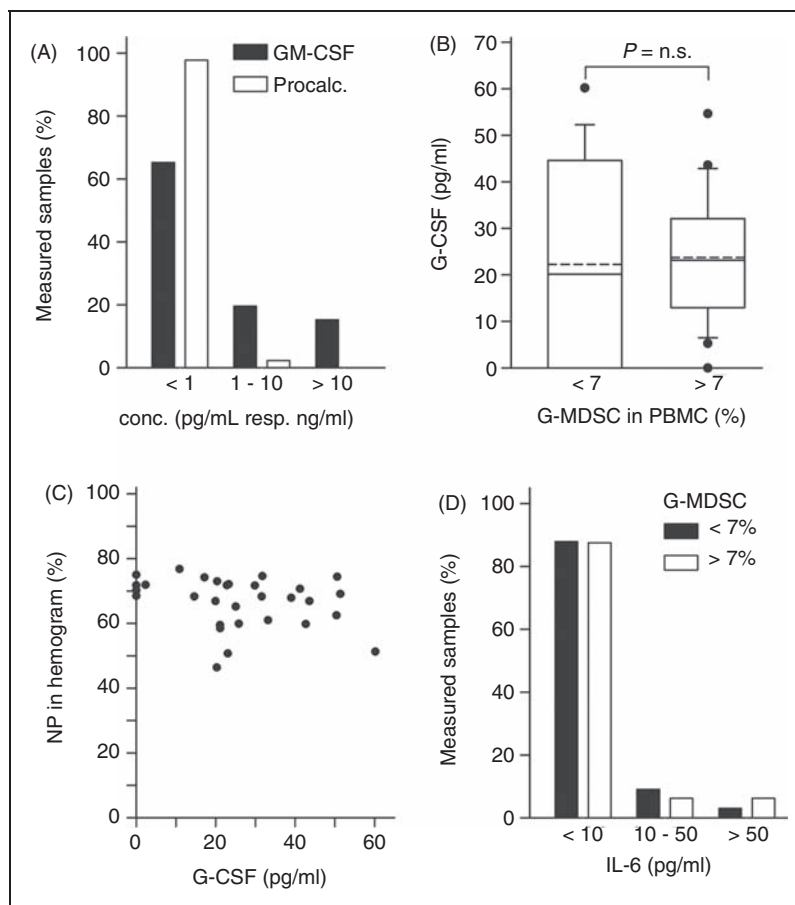 (A)
GM-CSF
Procalc.
Measured samples (%)
100
80
60
40
20
0
< 1
1 - 10
> 10
conc. (pg/mL resp. ng/ml)
(B)
P = n.s.
G-CSF (pg/ml)
70
60
50
40
30
20
10
0
< 7
> 7
G-MDSC in PBMC (%)
(C)
NP in hemogram (%)
100
80
60
40
20
0
0
20
40
60
G-CSF (pg/ml)
(D)
G-MDSC
< 7%
> 7%
Measured samples (%)
100
80
60
40
20
0
< 10
10 - 50
> 50
IL-6 (pg/ml)